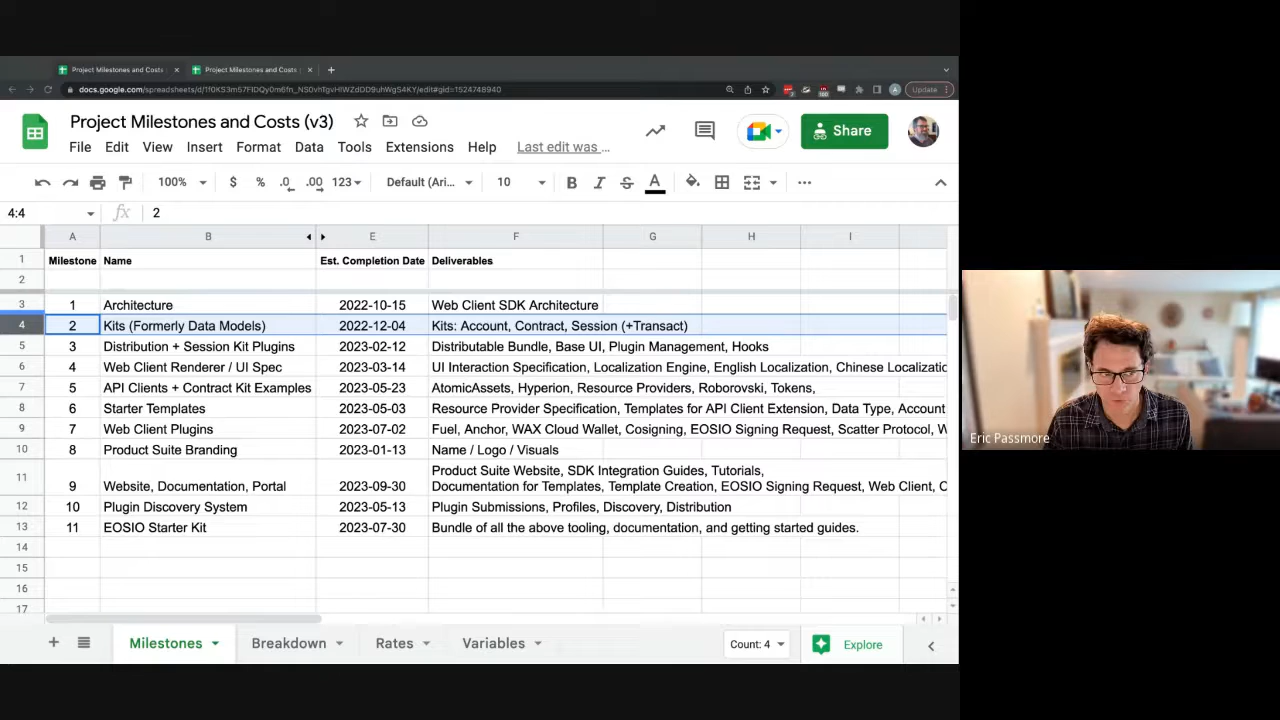 Project Milestones and Costs
Project Milestones and Costs
docs.google.com/spreadsheets/d/
Update
Project Milestones and Costs (v3)
File Edit View Insert Format Data Tools Extensions Help Last edit was ...
Share
100% $ % .0 .00 123 Default (Ari... 10 B I S A
4:4 fx 2
A B E F G H I
1 Milestone Name Est. Completion Date Deliverables
2
3 1 Architecture 2022-10-15 Web Client SDK Architecture
4 2 Kits (Formerly Data Models) 2022-12-04 Kits: Account, Contract, Session (+Transact)
5 3 Distribution + Session Kit Plugins 2023-02-12 Distributable Bundle, Base UI, Plugin Management, Hooks
6 4 Web Client Renderer / UI Spec 2023-03-14 UI Interaction Specification, Localization Engine, English Localization, Chinese Localizatio
7 5 API Clients + Contract Kit Examples 2023-05-23 AtomicAssets, Hyperion, Resource Providers, Roborovski, Tokens,
8 6 Starter Templates 2023-05-03 Resource Provider Specification, Templates for API Client Extension, Data Type, Account
9 7 Web Client Plugins 2023-07-02 Fuel, Anchor, WAX Cloud Wallet, Cosigning, EOSIO Signing Request, Scatter Protocol, W
10 8 Product Suite Branding 2023-01-13 Name / Logo / Visuals
Product Suite Website, SDK Integration Guides, Tutorials,
11 9 Website, Documentation, Portal 2023-09-30 Documentation for Templates, Template Creation, EOSIO Signing Request, Web Client, C
12 10 Plugin Discovery System 2023-05-13 Plugin Submissions, Profiles, Discovery, Distribution
13 11 EOSIO Starter Kit 2023-07-30 Bundle of all the above tooling, documentation, and getting started guides.
14
15
16
17
Milestones Breakdown Rates Variables Count: 4 Explore
Eric Passmore